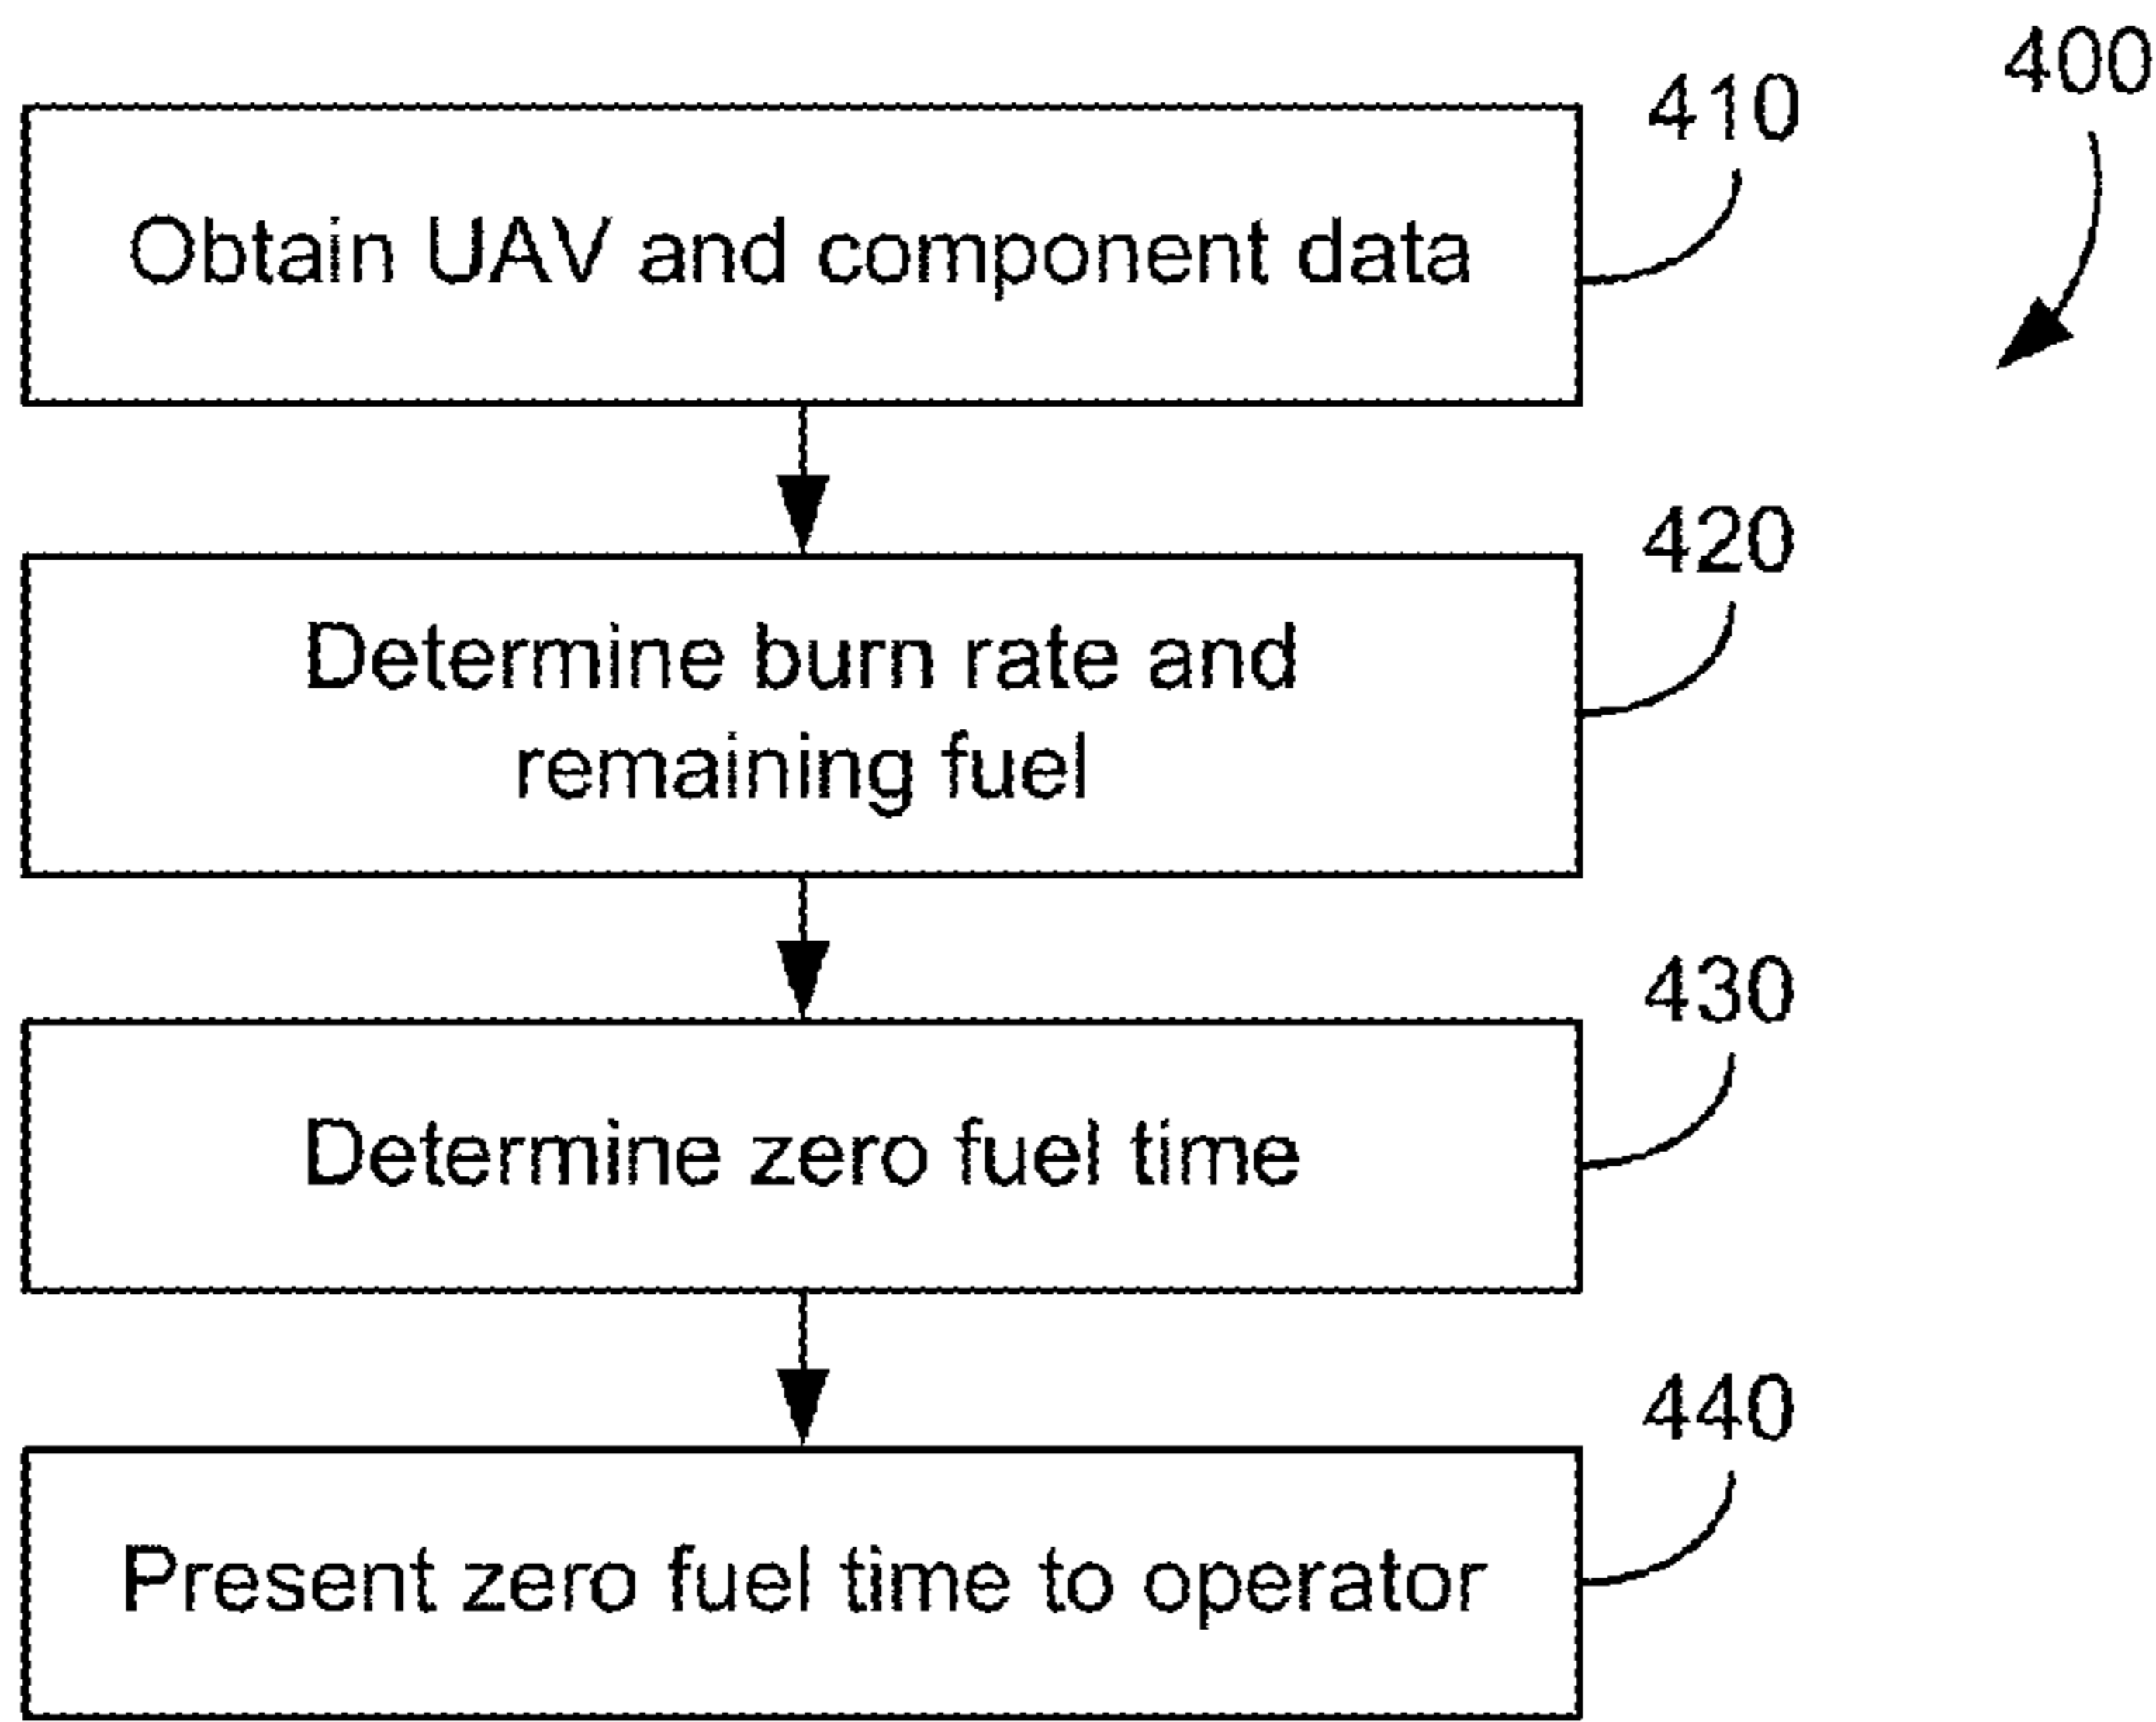 400
410
Obtain UAV and component data
420
Determine burn rate and
remaining fuel
430
Determine zero fuel time
440
Present zero fuel time to operator